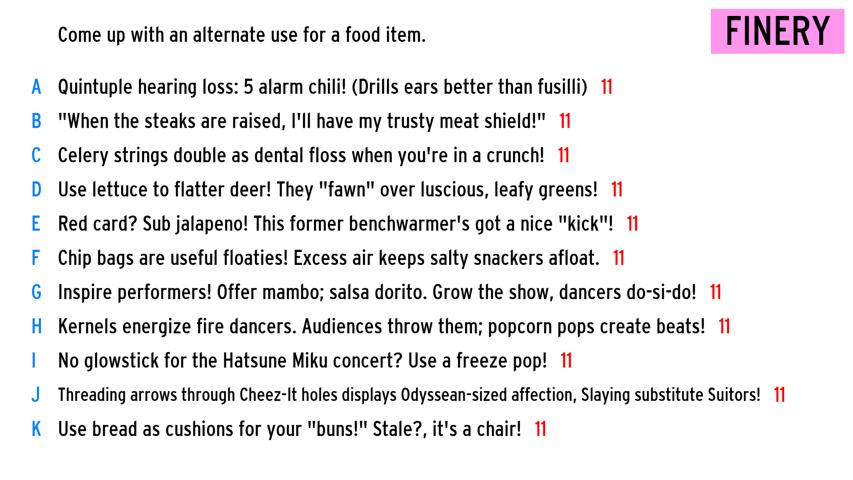 FINERY
Come up with an alternate use for a food item.
A Quintuple hearing loss: 5 alarm chili! (Drills ears better than fusilli) 11
B "When the steaks are raised, I'll have my trusty meat shield!" 11
C Celery strings double as dental floss when you're in a crunch! 11
D Use lettuce to flatter deer! They "fawn" over luscious, leafy greens! 11
E Red card? Sub jalapeno! This former benchwarmer's got a nice "kick"! 11
F Chip bags are useful floaties! Excess air keeps salty snackers afloat. 11
G Inspire performers! Offer mambo; salsa dorito. Grow the show, dancers do-si-do! 11
H Kernels energize fire dancers. Audiences throw them; popcorn pops create beats! 11
I No glowstick for the Hatsune Miku concert? Use a freeze pop! 11
J Threading arrows through Cheez-It holes displays Odyssean-sized affection, Slaying substitute Suitors! 11
K Use bread as cushions for your "buns!" Stale?, it's a chair! 11